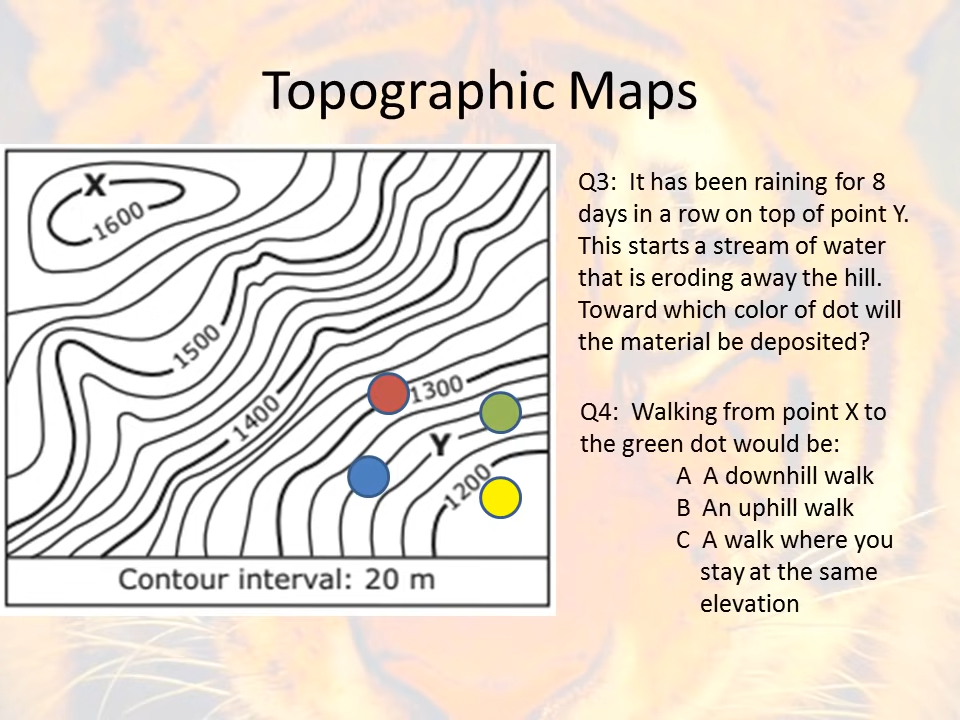 Topographic Maps
X
1600
1500
1400
1300
Y
1200
Contour interval: 20 m
Q3:  It has been raining for 8
days in a row on top of point Y.
This starts a stream of water
that is eroding away the hill.
Toward which color of dot will
the material be deposited?
Q4:  Walking from point X to
the green dot would be:
A  A downhill walk
B  An uphill walk
C  A walk where you
stay at the same
elevation